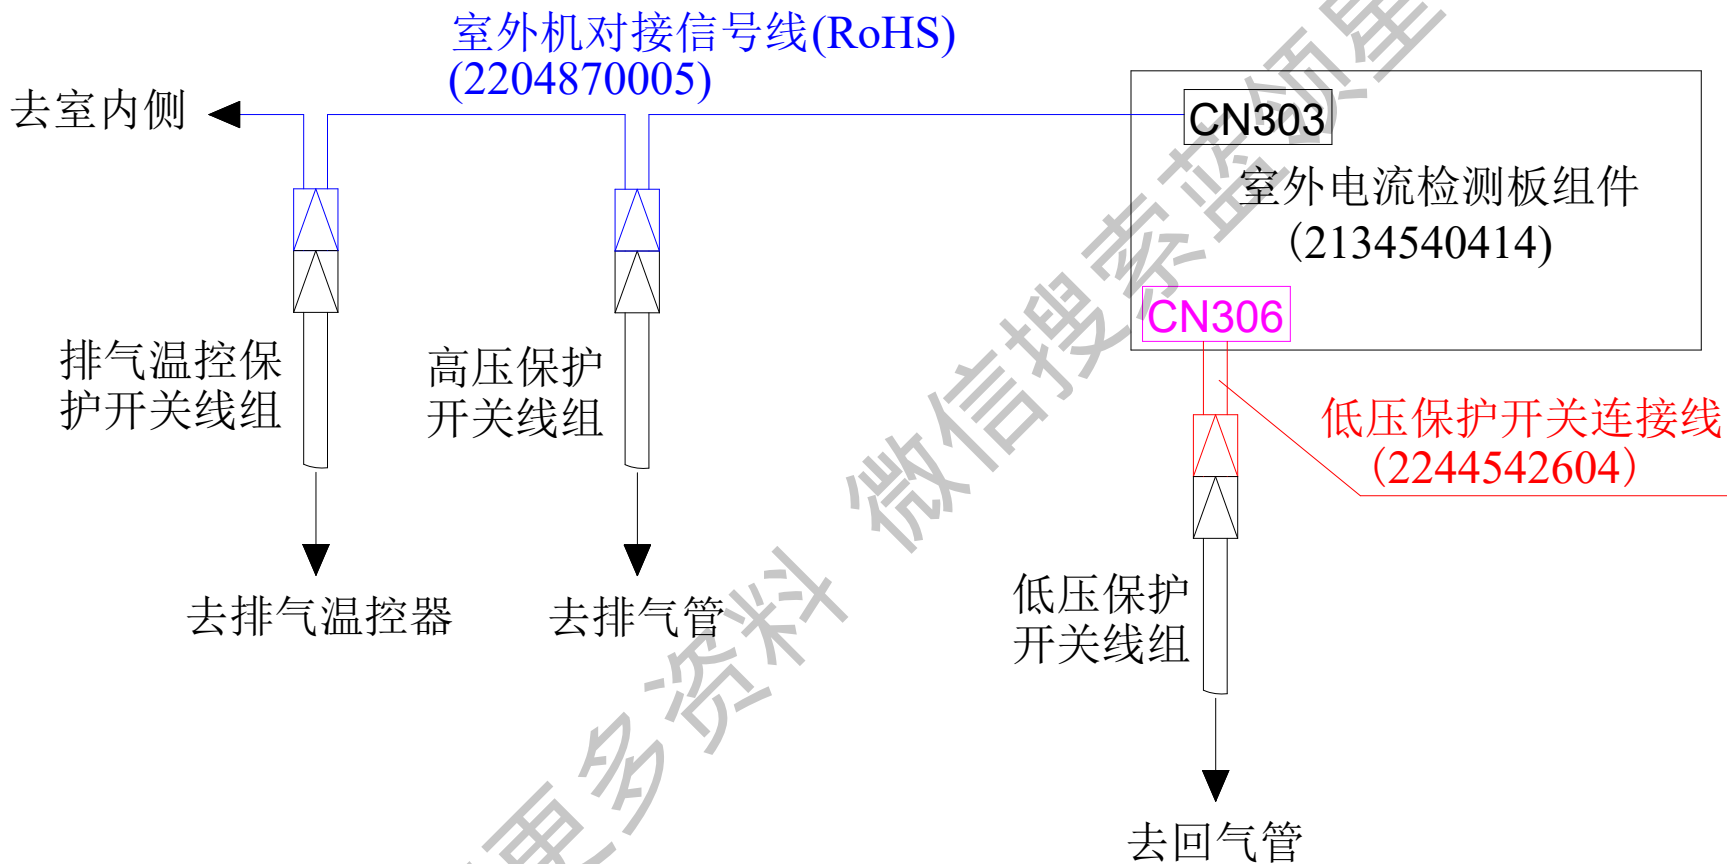 室外机对接信号线(RoHS)
(2204870005)
去室内侧
CN303
室外电流检测板组件
(2134540414)
CN306
排气温控保
护开关线组
高压保护
开关线组
低压保护开关连接线
(2244542604)
去排气温控器
去排气管
低压保护
开关线组
去回气管
更多资料 微信搜索蓝领星